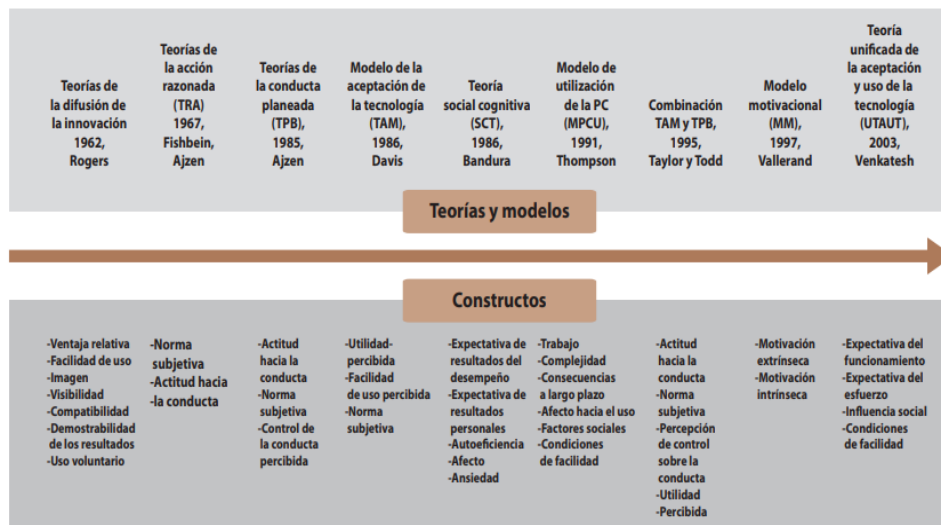 Teorías de
la difusión de
la innovación
1962,
Rogers
Teorías de
la acción
razonada
(TRA)
1967,
Fishbein,
Ajzen
Teorías de
la conducta
planeada
(TPB),
1985,
Ajzen
Modelo de la
aceptación de
la tecnología
(TAM),
1986,
Davis
Teoría
social cognitiva
(SCT),
1986,
Bandura
Modelo de
utilización
de la PC
(MPCU),
1991,
Thompson
Combinación
TAM y TPB,
1995,
Taylor y Todd
Modelo
motivacional
(MM),
1997,
Vallerand
Teoría
unificada de
la aceptación
y uso de la
tecnología
(UTAUT),
2003,
Venkatesh
Teorías y modelos
Constructos
-Ventaja relativa
-Facilidad de uso
-Imagen
-Visibilidad
-Compatibilidad
-Demostrabilidad
de los resultados
-Uso voluntario
-Norma
subjetiva
-Actitud hacia
-la conducta
-Actitud
hacia la
conducta
-Norma
subjetiva
-Control de
la conducta
percibida
-Utilidad-
percibida
-Facilidad
de uso percibida
-Norma
subjetiva
-Expectativa de
resultados del
desempeño
-Expectativa de
resultados
personales
-Autoeficiencia
-Afecto
-Ansiedad
-Trabajo
-Complejidad
-Consecuencias
a largo plazo
-Afecto hacia el uso
-Factores sociales
-Condiciones
de facilidad
-Actitud
hacia la
conducta
-Norma
subjetiva
-Percepción
de control
sobre la
conducta
-Utilidad
-Percibida
-Motivación
extrínseca
-Motivación
intrínseca
-Expectativa del
funcionamiento
-Expectativa del
esfuerzo
-Influencia social
-Condiciones
de facilidad